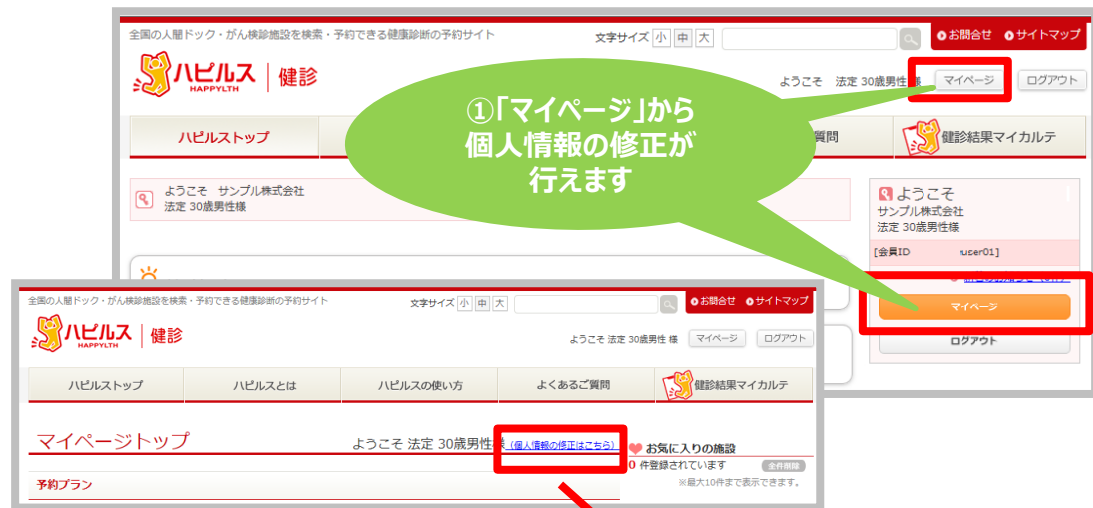 全国の人間ドック・がん検診施設を検索・予約できる健康診断の予約サイト
文字サイズ 小 中 大
お問合せ サイトマップ
ハピルス 健診
HAPPYLTH
ようこそ 法定 30歳男性 様 マイページ ログアウト
①「マイページ」から
個人情報の修正が
行えます
ハピルストップ
質問
健診結果マイカルテ
ようこそ サンプル株式会社
法定 30歳男性様
ようこそ
サンプル株式会社
法定 30歳男性様
[会員ID user01]
マイページ
ログアウト
全国の人間ドック・がん検診施設を検索・予約できる健康診断の予約サイト
文字サイズ 小 中 大
お問合せ サイトマップ
ハピルス 健診
HAPPYLTH
ようこそ 法定 30歳男性 様 マイページ ログアウト
ハピルストップ
ハピルスとは
ハピルスの使い方
よくあるご質問
健診結果マイカルテ
マイページトップ
ようこそ 法定 30歳男性様 (個人情報の修正はこちら)
お気に入りの施設
0 件登録されています 全件削除
※最大10件まで表示できます。
予約プラン